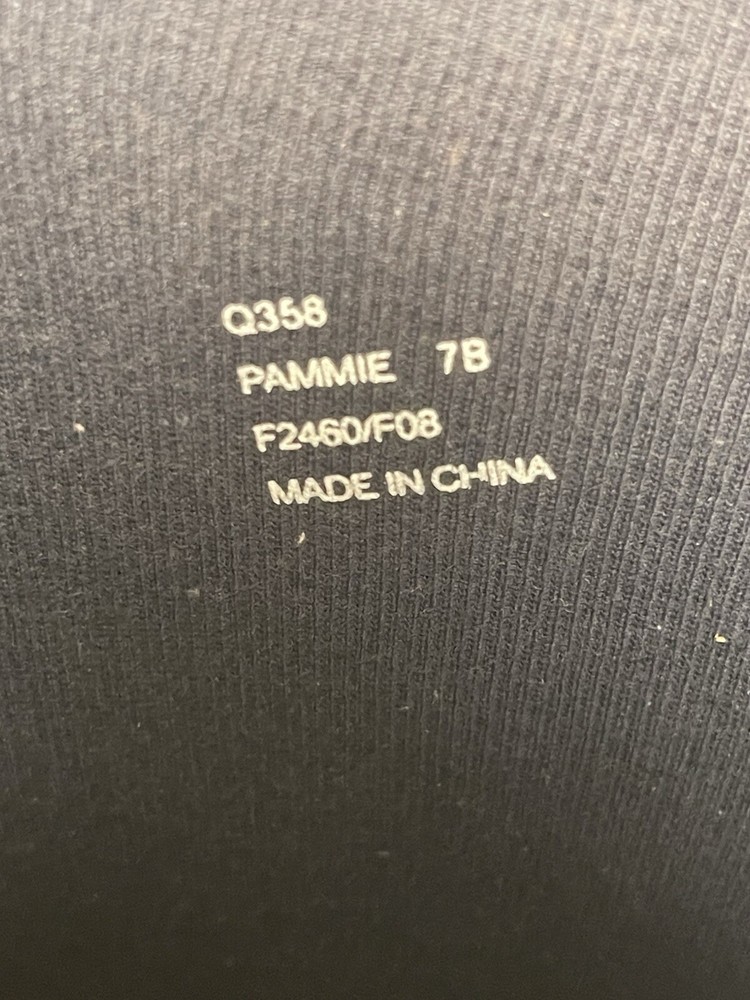 Q358
PAMMIE 7B
F2460/F08
MADE IN CHINA